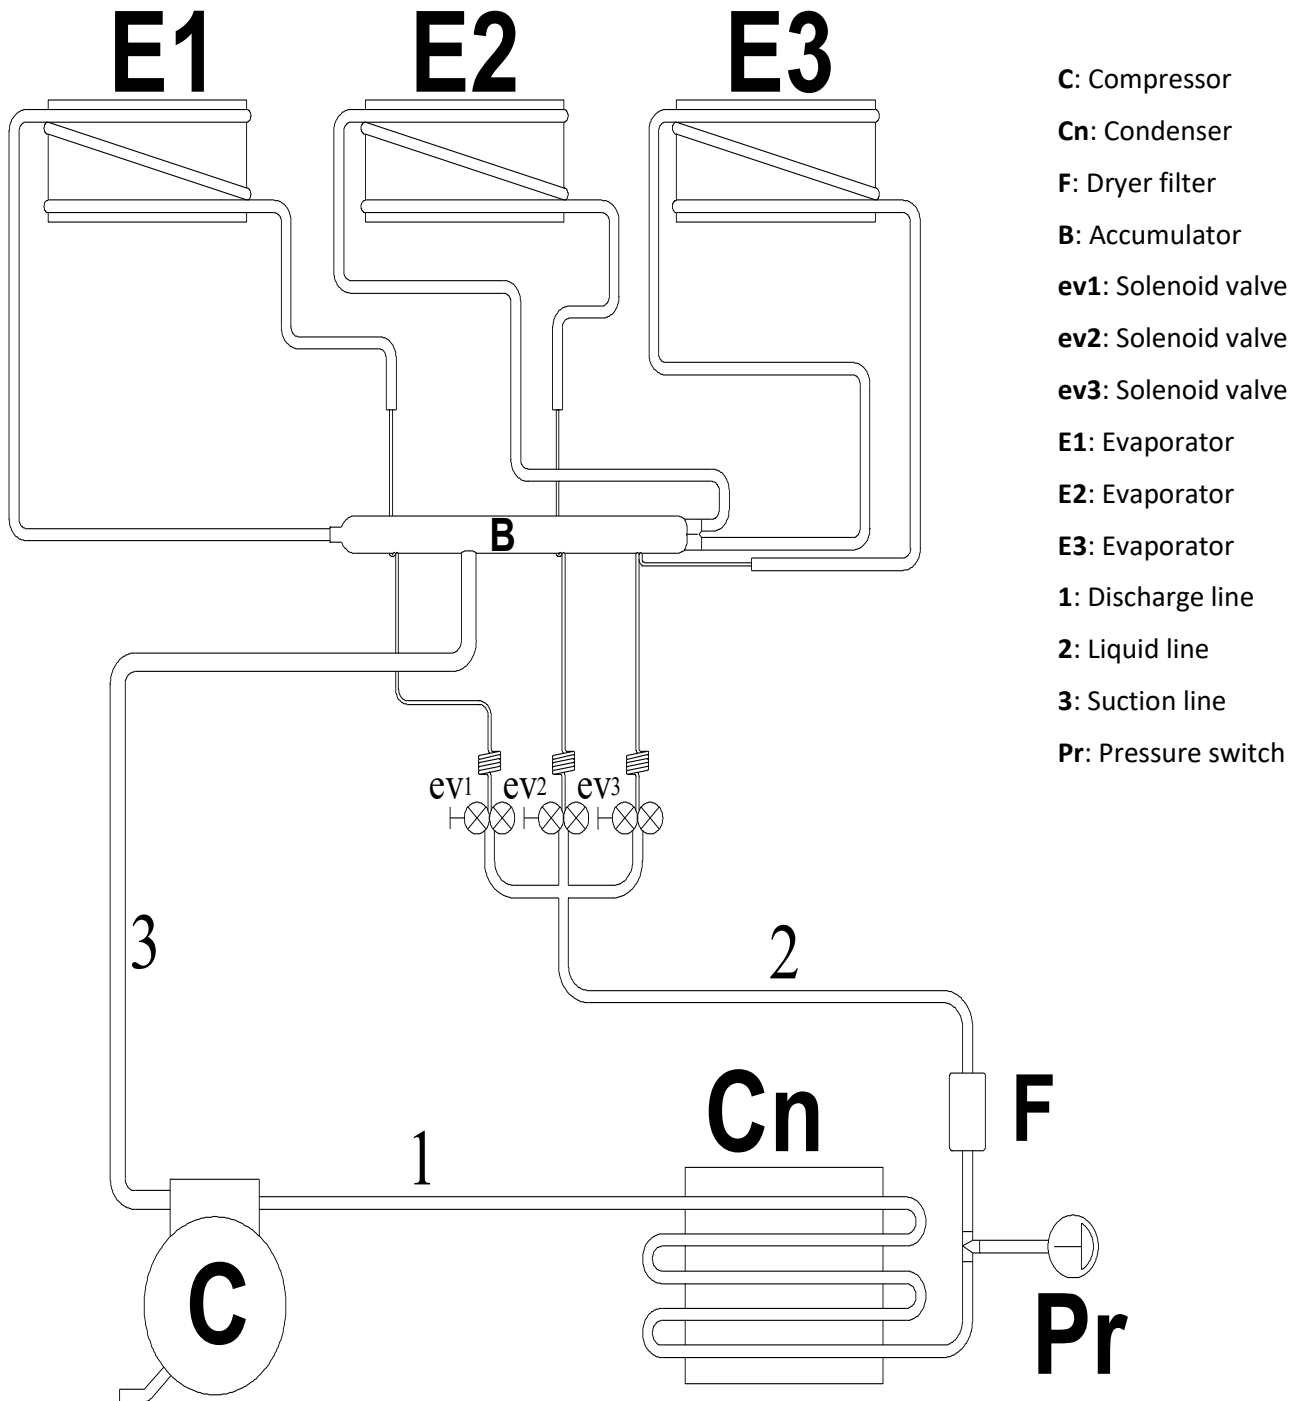 E1 E2 E3
C: Compressor
Cn: Condenser
F: Dryer filter
B: Accumulator
ev1: Solenoid valve
ev2: Solenoid valve
ev3: Solenoid valve
E1: Evaporator
E2: Evaporator
E3: Evaporator
1: Discharge line
2: Liquid line
3: Suction line
Pr: Pressure switch
B
ev1 ev2 ev3
3
2
Cn
F
1
C
Pr